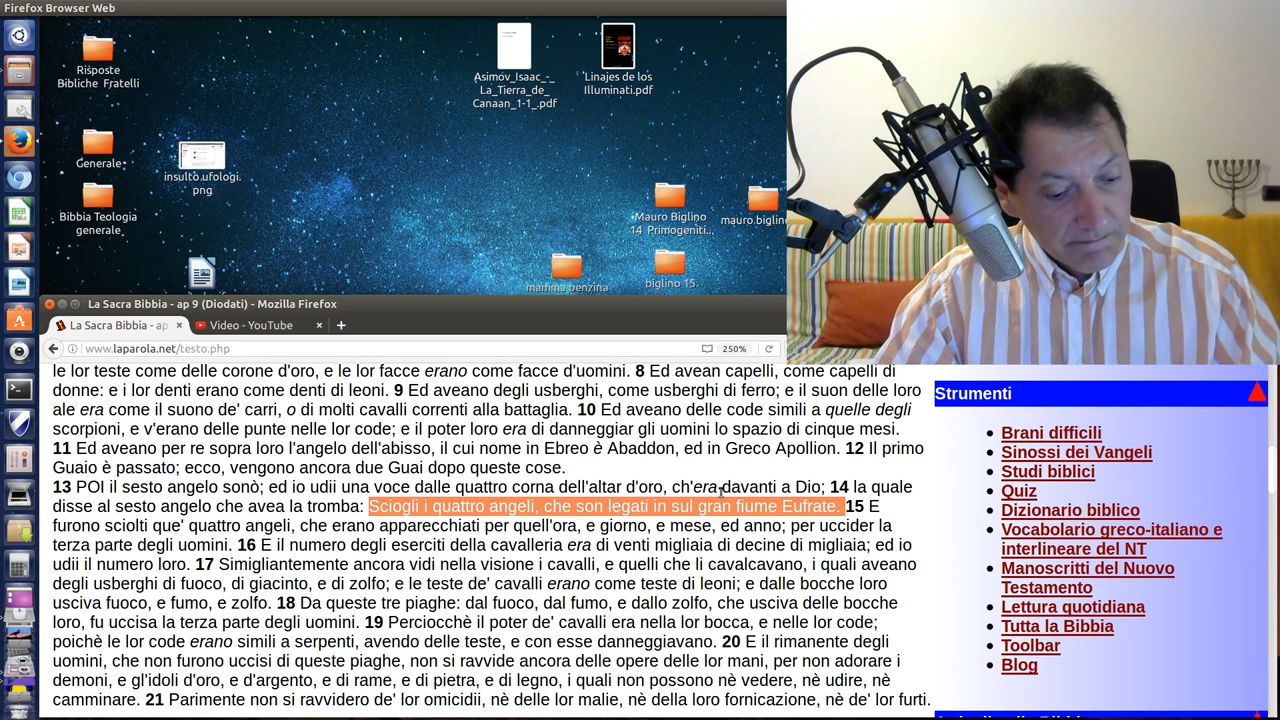 Firefox Browser Web
Risposte
Bibliche Fratelli
Asimov_Isaac_-_
La_Tierra_de_
Canaan_1-1_.pdf
Linajes de los
Illuminati.pdf
Generale
insulto.ufologi.
png
Bibbia Teologia
generale
Mauro Biglino
14 Primogeniti...
mauro.biglin
mamma benzina
biglino 15.
La Sacra Bibbia - ap 9 (Diodati) - Mozilla Firefox
La Sacra Bibbia - ap
Video - YouTube
www.laparola.net/testo.php
250%
le lor teste come delle corone d'oro, e le lor facce erano come facce d'uomini. 8 Ed avean capelli, come capelli di
donne: e i lor denti erano come denti di leoni. 9 Ed aveano degli usberghi, come usberghi di ferro; e il suon delle loro
ale era come il suono de' carri, o di molti cavalli correnti alla battaglia. 10 Ed aveano delle code simili a quelle degli
scorpioni, e v'erano delle punte nelle lor code; e il poter loro era di danneggiar gli uomini lo spazio di cinque mesi.
11 Ed aveano per re sopra loro l'angelo dell'abisso, il cui nome in Ebreo è Abaddon, ed in Greco Apollion. 12 Il primo
Guaio è passato; ecco, vengono ancora due Guai dopo queste cose.
13 POI il sesto angelo sonò; ed io udii una voce dalle quattro corna dell'altar d'oro, ch'era davanti a Dio; 14 la quale
disse al sesto angelo che avea la tromba: Sciogli i quattro angeli, che son legati in sul gran fiume Eufrate. 15 E
furono sciolti que' quattro angeli, che erano apparecchiati per quell'ora, e giorno, e mese, ed anno; per uccider la
terza parte degli uomini. 16 E il numero degli eserciti della cavalleria era di venti migliaia di decine di migliaia; ed io
udii il numero loro. 17 Simigliantemente ancora vidi nella visione i cavalli, e quelli che li cavalcavano, i quali aveano
degli usberghi di fuoco, di giacinto, e di zolfo; e le teste de' cavalli erano come teste di leoni; e dalle bocche loro
usciva fuoco, e fumo, e zolfo. 18 Da queste tre piaghe: dal fuoco, dal fumo, e dallo zolfo, che usciva delle bocche
loro, fu uccisa la terza parte degli uomini. 19 Perciocchè il poter de' cavalli era nella lor bocca, e nelle lor code;
poichè le lor code erano simili a serpenti, avendo delle teste, e con esse danneggiavano. 20 E il rimanente degli
uomini, che non furono uccisi di queste piaghe, non si ravvide ancora delle opere delle lor mani, per non adorare i
demoni, e gl'idoli d'oro, e d'argento, e di rame, e di pietra, e di legno, i quali non possono nè vedere, nè udire, nè
camminare. 21 Parimente non si ravvidero de' lor omicidii, nè delle lor malie, nè della loro fornicazione, nè de' lor furti.
Strumenti
Brani difficili
Sinossi dei Vangeli
Studi biblici
Quiz
Dizionario biblico
Vocabolario greco-italiano e
interlineare del NT
Manoscritti del Nuovo
Testamento
Lettura quotidiana
Tutta la Bibbia
Toolbar
Blog